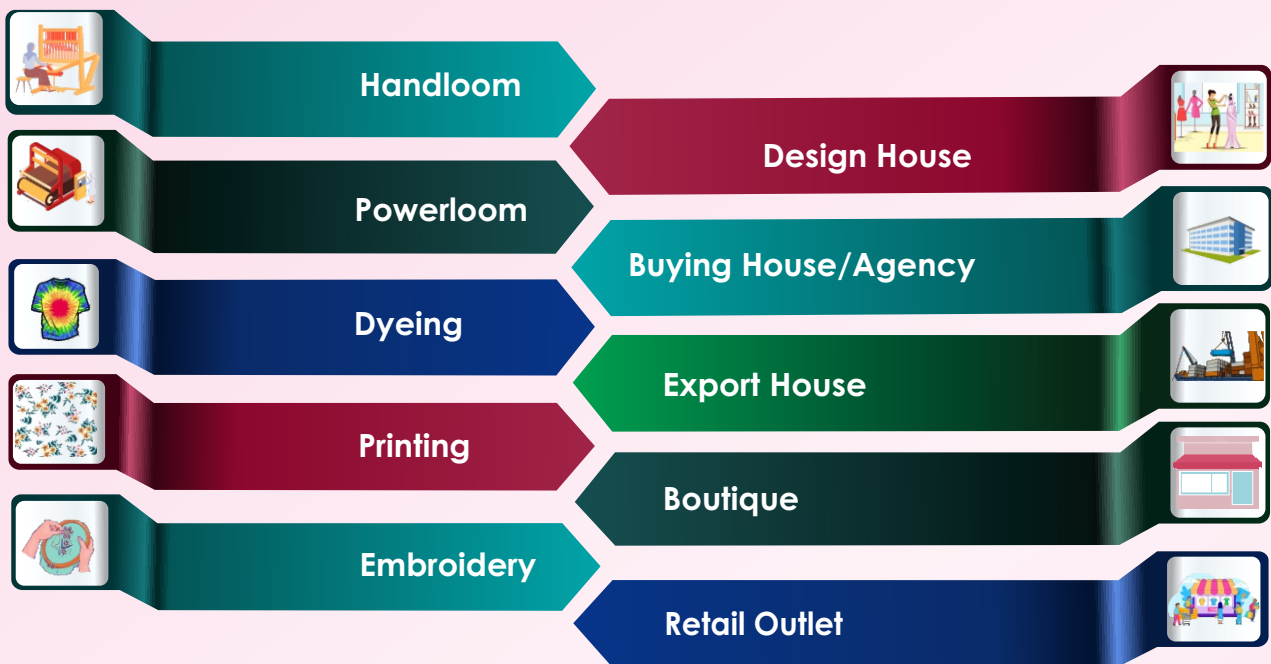 Handloom
Powerloom
Dyeing
Printing
Embroidery
Design House
Buying House/Agency
Export House
Boutique
Retail Outlet